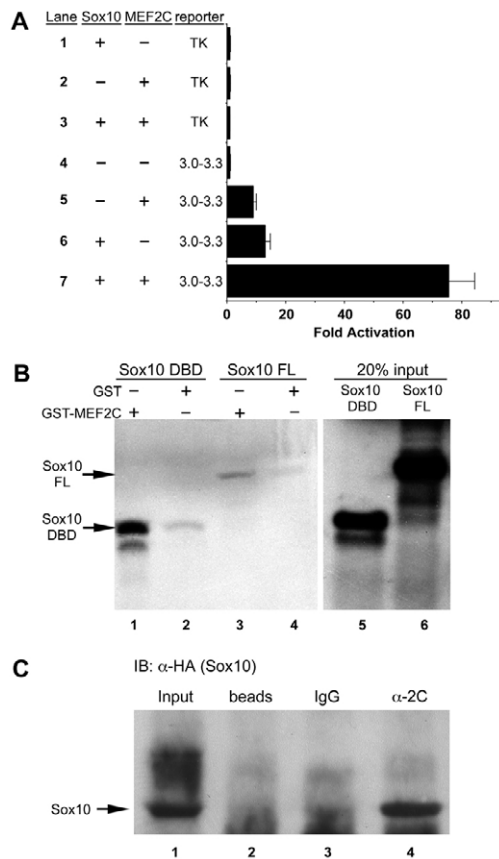 A
Lane Sox10 MEF2C reporter
1 + − TK
2 − + TK
3 + + TK
4 − − 3.0-3.3
5 − + 3.0-3.3
6 + − 3.0-3.3
7 + + 3.0-3.3
0 20 40 60 80
Fold Activation
B
Sox10 DBD Sox10 FL 20% input
GST − + − + Sox10 DBD Sox10 FL
GST-MEF2C + − + −
Sox10 FL
Sox10 DBD
1 2 3 4 5 6
C
IB: α-HA (Sox10)
Input beads IgG α-2C
Sox10
1 2 3 4